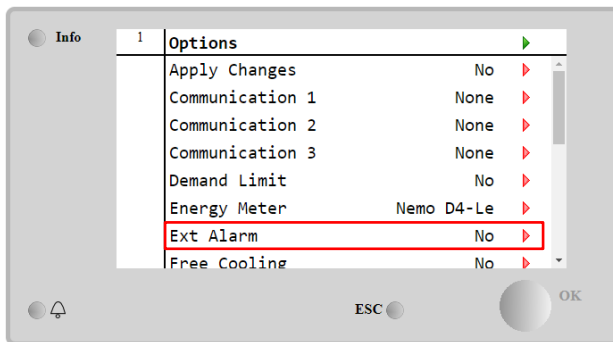 Info
1 Options
Apply Changes No
Communication 1 None
Communication 2 None
Communication 3 None
Demand Limit No
Energy Meter Nemo D4-Le
Ext Alarm No
Free Cooling No
ESC
OK